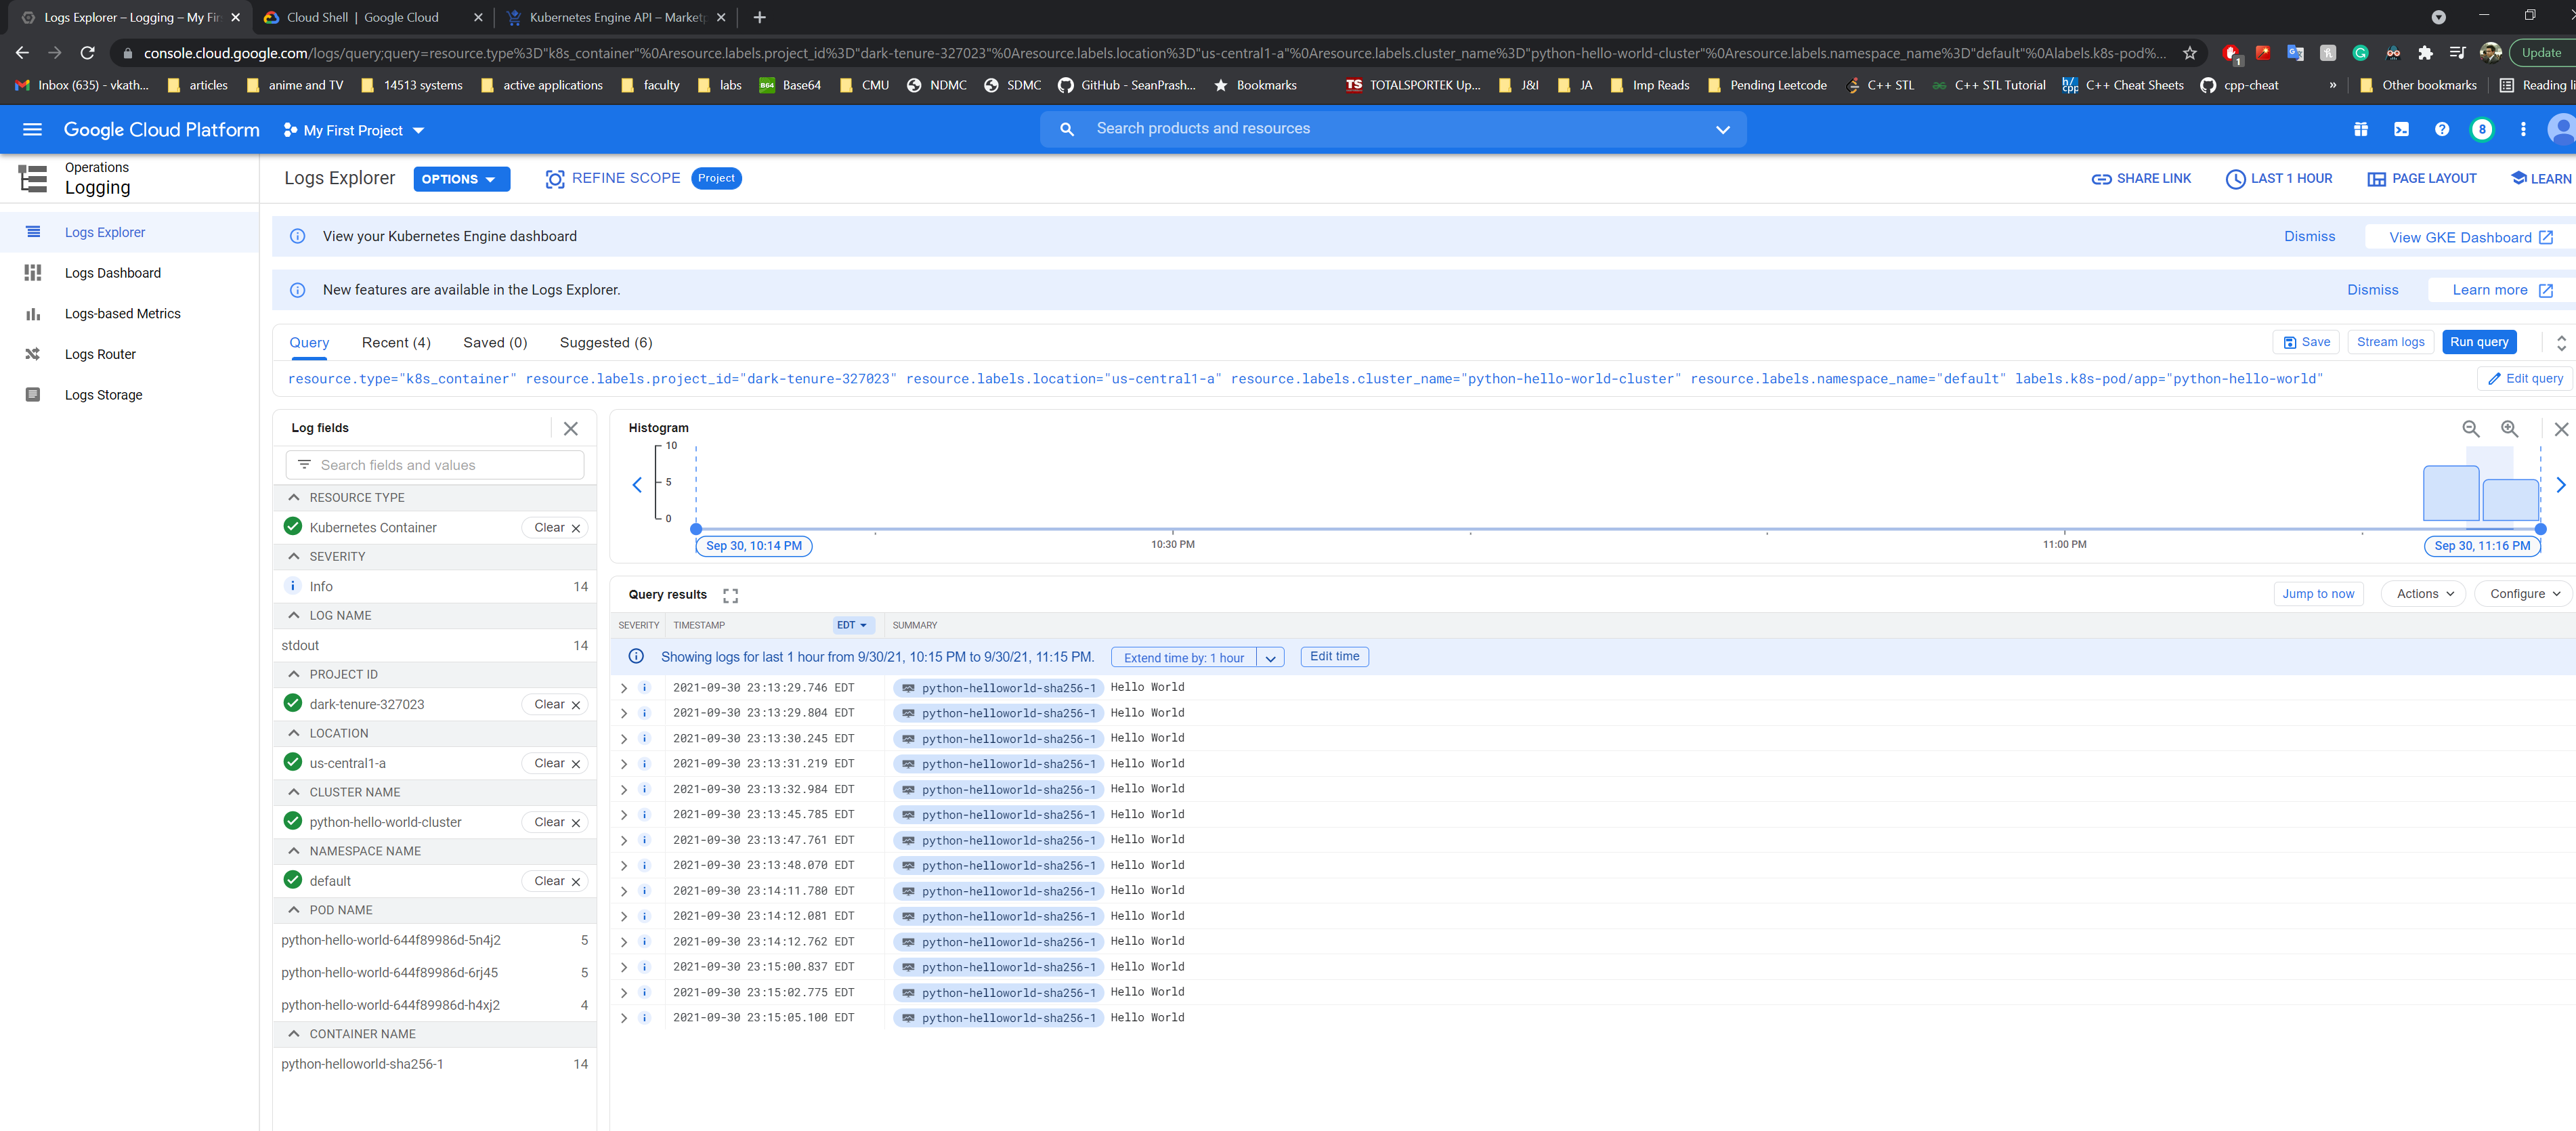 Logs Explorer – Logging – My Fir
Cloud Shell | Google Cloud
Kubernetes Engine API – Marketp
console.cloud.google.com/logs/query;query=resource.type%3D"k8s_container"%0Aresource.labels.project_id%3D"dark-tenure-327023"%0Aresource.labels.location%3D"us-central1-a"%0Aresource.labels.cluster_name%3D"python-hello-world-cluster"%0Aresource.labels.namespace_name%3D"default"%0Alabels.k8s-pod%...
1
Update
Inbox (635) - vkath...
articles
anime and TV
14513 systems
active applications
faculty
labs
B64
Base64
CMU
NDMC
SDMC
GitHub - SeanPrash...
Bookmarks
TS
TOTALSPORTEK Up...
J&I
JA
Imp Reads
Pending Leetcode
C++ STL
C++ STL Tutorial
h/
cpp
C++ Cheat Sheets
cpp-cheat
»
Other bookmarks
Reading li
Google Cloud Platform
My First Project
Search products and resources
8
Operations
Logging
Logs Explorer
OPTIONS
REFINE SCOPE
Project
SHARE LINK
LAST 1 HOUR
PAGE LAYOUT
LEARN
Logs Explorer
Logs Dashboard
Logs-based Metrics
Logs Router
Logs Storage
View your Kubernetes Engine dashboard
Dismiss
View GKE Dashboard
New features are available in the Logs Explorer.
Dismiss
Learn more
Query
Recent (4)
Saved (0)
Suggested (6)
Save
Stream logs
Run query
resource.type="k8s_container" resource.labels.project_id="dark-tenure-327023" resource.labels.location="us-central1-a" resource.labels.cluster_name="python-hello-world-cluster" resource.labels.namespace_name="default" labels.k8s-pod/app="python-hello-world"
Edit query
Log fields
Search fields and values
RESOURCE TYPE
Kubernetes Container
Clear
SEVERITY
Info 14
LOG NAME
stdout 14
PROJECT ID
dark-tenure-327023
Clear
LOCATION
us-central1-a
Clear
CLUSTER NAME
python-hello-world-cluster
Clear
NAMESPACE NAME
default
Clear
POD NAME
python-hello-world-644f89986d-5n4j2 5
python-hello-world-644f89986d-6rj45 5
python-hello-world-644f89986d-h4xj2 4
CONTAINER NAME
python-helloworld-sha256-1 14
Histogram
10
5
0
Sep 30, 10:14 PM
10:30 PM
11:00 PM
Sep 30, 11:16 PM
Query results
Jump to now
Actions
Configure
SEVERITY
TIMESTAMP
EDT
SUMMARY
Showing logs for last 1 hour from 9/30/21, 10:15 PM to 9/30/21, 11:15 PM.
Extend time by: 1 hour
Edit time
2021-09-30 23:13:29.746 EDT python-helloworld-sha256-1 Hello World
2021-09-30 23:13:29.804 EDT python-helloworld-sha256-1 Hello World
2021-09-30 23:13:30.245 EDT python-helloworld-sha256-1 Hello World
2021-09-30 23:13:31.219 EDT python-helloworld-sha256-1 Hello World
2021-09-30 23:13:32.984 EDT python-helloworld-sha256-1 Hello World
2021-09-30 23:13:45.785 EDT python-helloworld-sha256-1 Hello World
2021-09-30 23:13:47.761 EDT python-helloworld-sha256-1 Hello World
2021-09-30 23:13:48.070 EDT python-helloworld-sha256-1 Hello World
2021-09-30 23:14:11.780 EDT python-helloworld-sha256-1 Hello World
2021-09-30 23:14:12.081 EDT python-helloworld-sha256-1 Hello World
2021-09-30 23:14:12.762 EDT python-helloworld-sha256-1 Hello World
2021-09-30 23:15:00.837 EDT python-helloworld-sha256-1 Hello World
2021-09-30 23:15:02.775 EDT python-helloworld-sha256-1 Hello World
2021-09-30 23:15:05.100 EDT python-helloworld-sha256-1 Hello World